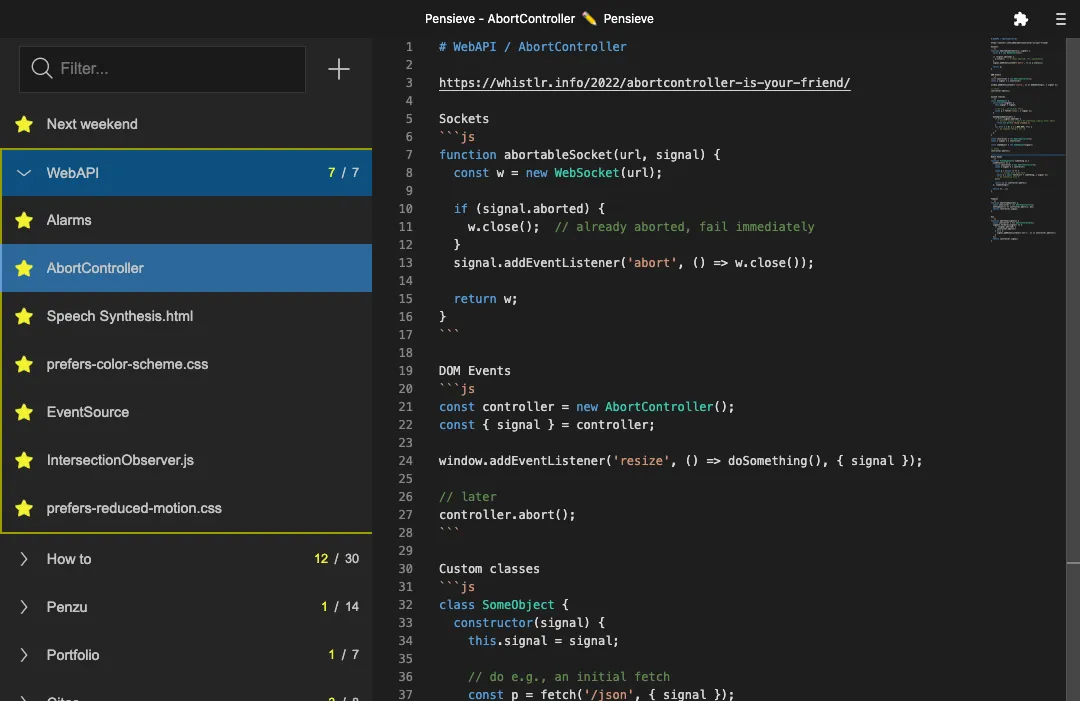 Pensieve - AbortController ✏️ Pensieve
Filter...
Next weekend
WebAPI 7 / 7
Alarms
AbortController
Speech Synthesis.html
prefers-color-scheme.css
EventSource
IntersectionObserver.js
prefers-reduced-motion.css
How to 12 / 30
Penzu 1 / 14
Portfolio 1 / 7
1 # WebAPI / AbortController
2
3 https://whistlr.info/2022/abortcontroller-is-your-friend/
4
5 Sockets
6 ```js
7 function abortableSocket(url, signal) {
8   const w = new WebSocket(url);
9
10   if (signal.aborted) {
11     w.close();  // already aborted, fail immediately
12   }
13   signal.addEventListener('abort', () => w.close());
14
15   return w;
16 }
17 ```
18
19 DOM Events
20 ```js
21 const controller = new AbortController();
22 const { signal } = controller;
23
24 window.addEventListener('resize', () => doSomething(), { signal });
25
26 // later
27 controller.abort();
28 ```
29
30 Custom classes
31 ```js
32 class SomeObject {
33   constructor(signal) {
34     this.signal = signal;
35
36     // do e.g., an initial fetch
37     const p = fetch('/json', { signal });